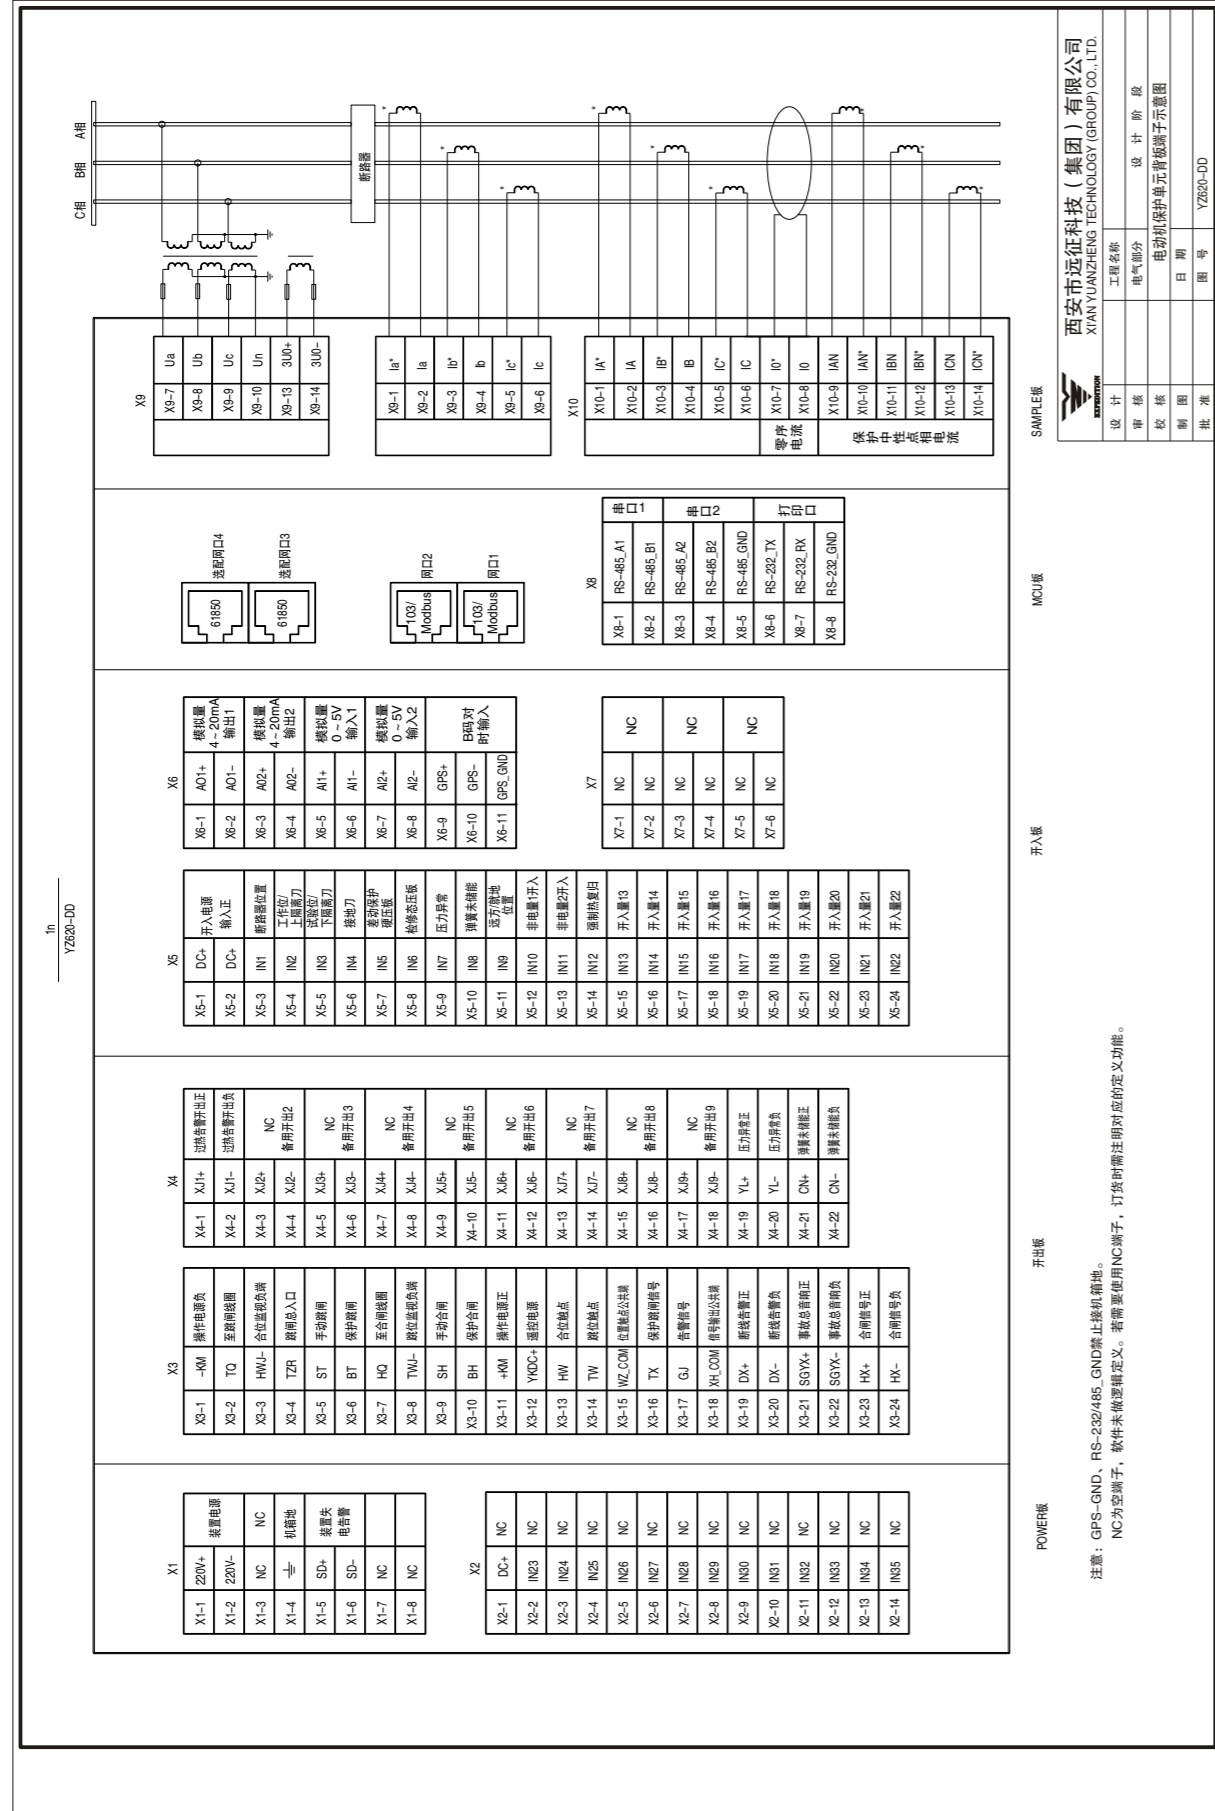 1n
YZ620-DD
X1
X1-1 220V+ 装置电源
X1-2 220V-
X1-3 NC NC
X1-4 机箱地
X1-5 SD+ 装置失
电告警
X1-6 SD-
X1-7 NC
X1-8 NC
X2
X2-1 DC+ NC
X2-2 IN23 NC
X2-3 IN24 NC
X2-4 IN25 NC
X2-5 IN26 NC
X2-6 IN27 NC
X2-7 IN28 NC
X2-8 IN29 NC
X2-9 IN30 NC
X2-10 IN31 NC
X2-11 IN32 NC
X2-12 IN33 NC
X2-13 IN34 NC
X2-14 IN35 NC
POWER板
X3
X3-1 -KM 操作电源负
X3-2 TQ 至跳闸线圈
X3-3 HWJ- 合位监视负端
X3-4 TZR 跳闸总入口
X3-5 ST 手动跳闸
X3-6 BT 保护跳闸
X3-7 HQ 至合闸线圈
X3-8 TWJ- 跳位监视负端
X3-9 SH 手动合闸
X3-10 BH 保护合闸
X3-11 +KM 操作电源正
X3-12 YKDC+ 遥控电源
X3-13 HW 合位触点
X3-14 TW 跳位触点
X3-15 WZ_COM 位置触点公共端
X3-16 TX 保护跳闸信号
X3-17 GJ 告警信号
X3-18 XH_COM 信号输出公共端
X3-19 DX+ 断线告警正
X3-20 DX- 断线告警负
X3-21 SGYX+ 事故总音响正
X3-22 SGYX- 事故总音响负
X3-23 HX+ 合闸信号正
X3-24 HX- 合闸信号负
X4
X4-1 XJ1+ 过热告警开出正
X4-2 XJ1- 过热告警开出负
X4-3 XJ2+ NC
X4-4 XJ2- 备用开出2
X4-5 XJ3+ NC
X4-6 XJ3- 备用开出3
X4-7 XJ4+ NC
X4-8 XJ4- 备用开出4
X4-9 XJ5+ NC
X4-10 XJ5- 备用开出5
X4-11 XJ6+ NC
X4-12 XJ6- 备用开出6
X4-13 XJ7+ NC
X4-14 XJ7- 备用开出7
X4-15 XJ8+ NC
X4-16 XJ8- 备用开出8
X4-17 XJ9+ NC
X4-18 XJ9- 备用开出9
X4-19 YL+ 压力异常正
X4-20 YL- 压力异常负
X4-21 CN+ 弹簧未储能正
X4-22 CN- 弹簧未储能负
开出板
X5
X5-1 DC+ 开入电源
X5-2 DC+ 输入正
X5-3 IN1 断路器位置
X5-4 IN2 工作位/
上隔离刀
X5-5 IN3 试验位/
下隔离刀
X5-6 IN4 接地刀
X5-7 IN5 差动保护
硬压板
X5-8 IN6 检修态压板
X5-9 IN7 压力异常
X5-10 IN8 弹簧未储能
X5-11 IN9 远方/就地
位置
X5-12 IN10 非电量1开入
X5-13 IN11 非电量2开入
X5-14 IN12 强制热复归
X5-15 IN13 开入量13
X5-16 IN14 开入量14
X5-17 IN15 开入量15
X5-18 IN16 开入量16
X5-19 IN17 开入量17
X5-20 IN18 开入量18
X5-21 IN19 开入量19
X5-22 IN20 开入量20
X5-23 IN21 开入量21
X5-24 IN22 开入量22
X6
X6-1 AO1+ 模拟量
4~20mA
X6-2 AO1- 输出1
X6-3 A02+ 模拟量
4~20mA
X6-4 A02- 输出2
X6-5 AI1+ 模拟量
0~5V
X6-6 AI1- 输入1
X6-7 AI2+ 模拟量
0~5V
X6-8 AI2- 输入2
X6-9 GPS+
X6-10 GPS- B码对
时输入
X6-11 GPS_GND
X7
X7-1 NC NC
X7-2 NC
X7-3 NC NC
X7-4 NC
X7-5 NC NC
X7-6 NC
开入板
61850 选配网口4
61850 选配网口3
103/
Modbus 网口2
103/
Modbus 网口1
X8
X8-1 RS-485_A1 串口1
X8-2 RS-485_B1
X8-3 RS-485_A2 串口2
X8-4 RS-485_B2
X8-5 RS-485_GND
X8-6 RS-232_TX 打印口
X8-7 RS-232_RX
X8-8 RS-232_GND
MCU板
X9
X9-7 Ua
X9-8 Ub
X9-9 Uc
X9-10 Un
X9-13 3U0+
X9-14 3U0-
X9-1 Ia*
X9-2 Ia
X9-3 Ib*
X9-4 Ib
X9-5 Ic*
X9-6 Ic
X10
X10-1 IA*
X10-2 IA
X10-3 IB*
X10-4 IB
X10-5 IC*
X10-6 IC
零序
电流
X10-7 I0*
X10-8 I0
保护中性点相电流
X10-9 IAN
X10-10 IAN*
X10-11 IBN
X10-12 IBN*
X10-13 ICN
X10-14 ICN*
SAMPLE板
A相
B相
C相
断路器
注意：GPS-GND、RS-232/485_GND禁止接机箱地。
NC为空端子，软件未做逻辑定义。若需要使用NC端子，订货时需注明对应的定义功能。
EXPEDITION
西安市远征科技（集团）有限公司
XI'AN YUANZHENG TECHNOLOGY (GROUP) CO., LTD.
设 计 工程名称
审 核 电气部分 设 计 阶 段
校 核 电动机保护单元背板端子示意图
制 图 日 期
批 准 图 号 YZ620-DD